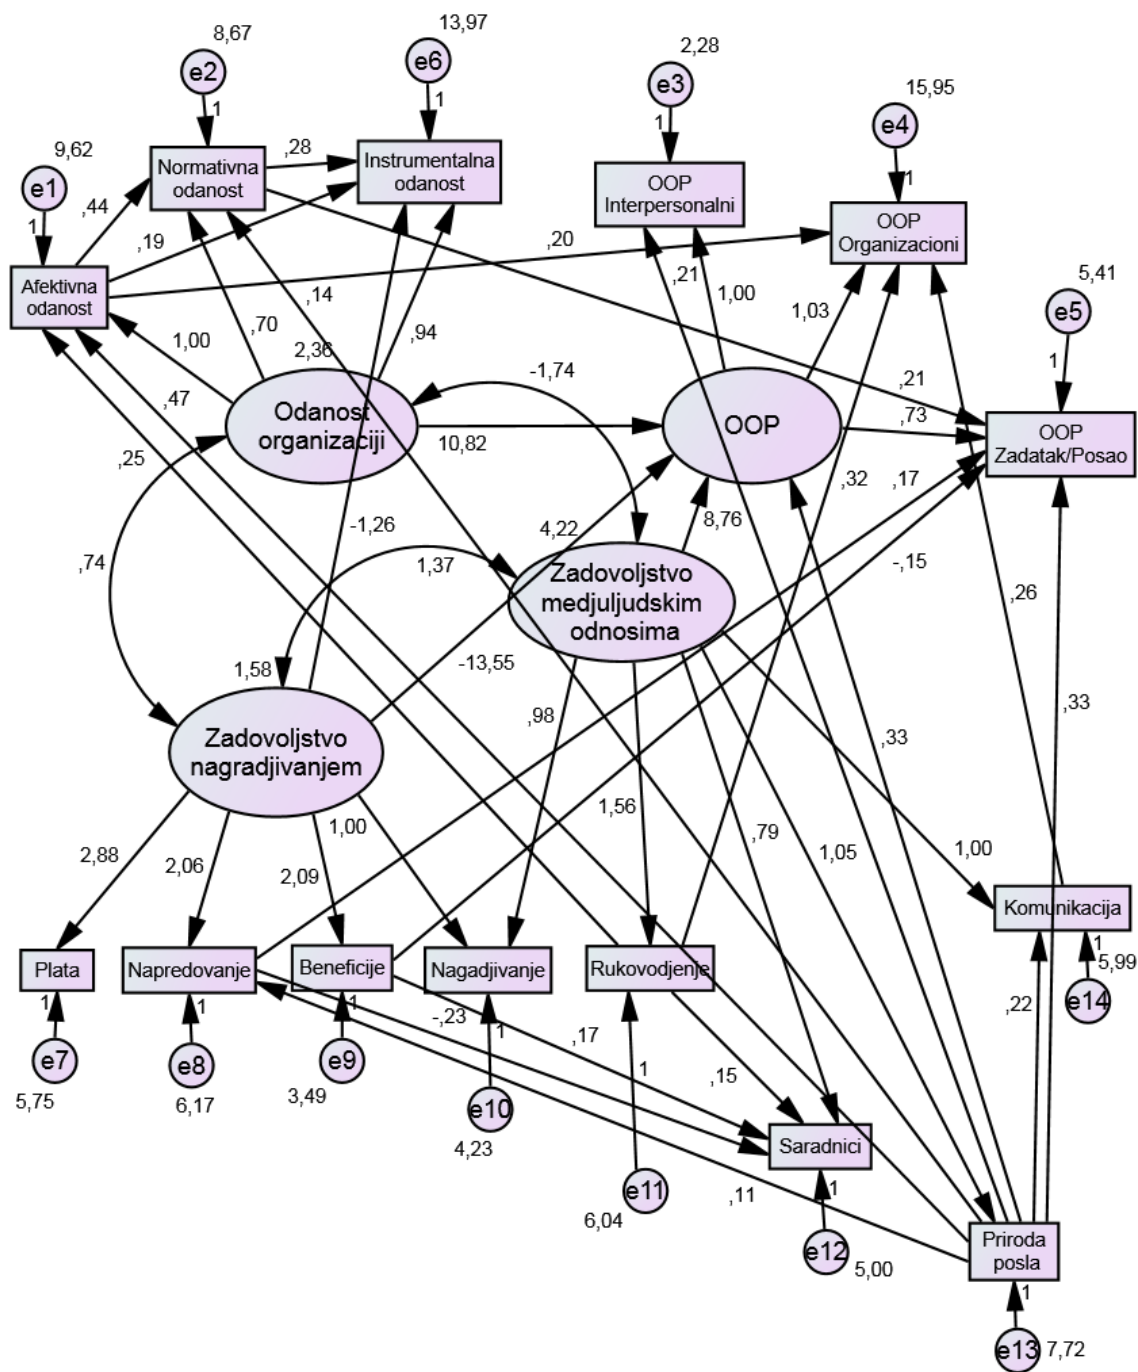 8,67
13,97
2,28
15,95
e2
e6
e3
e4
1
1
1
1
9,62
e1
1
Normativna
odanost
,28
Instrumentalna
odanost
OOP
Interpersonalni
OOP
Organizacioni
,44
,19
,20
5,41
e5
1
Afektivna
odanost
1,00
,70
,14
2,36
,94
,21
1,00
1,03
-1,74
,47
,25
Odanost
organizaciji
10,82
OOP
,21
,73
OOP
Zadatak/Posao
,32
,17
-,15
,74
-1,26
1,37
4,22
8,76
Zadovoljstvo
medjuljudskim
odnosima
,26
1,58
-13,55
,98
,33
,33
Zadovoljstvo
nagradjivanjem
1,56
,79
1,05
1,00
2,88
2,06
2,09
1,00
Komunikacija
1
5,99
e14
Plata
Napredovanje
Beneficije
Nagadjivanje
Rukovodjenje
1
1
1
1
1
-,23
,17
,15
,22
e7
e8
e9
e10
e11
5,75
6,17
3,49
4,23
6,04
Saradnici
1
e12
5,00
,11
Priroda
posla
1
e13
7,72